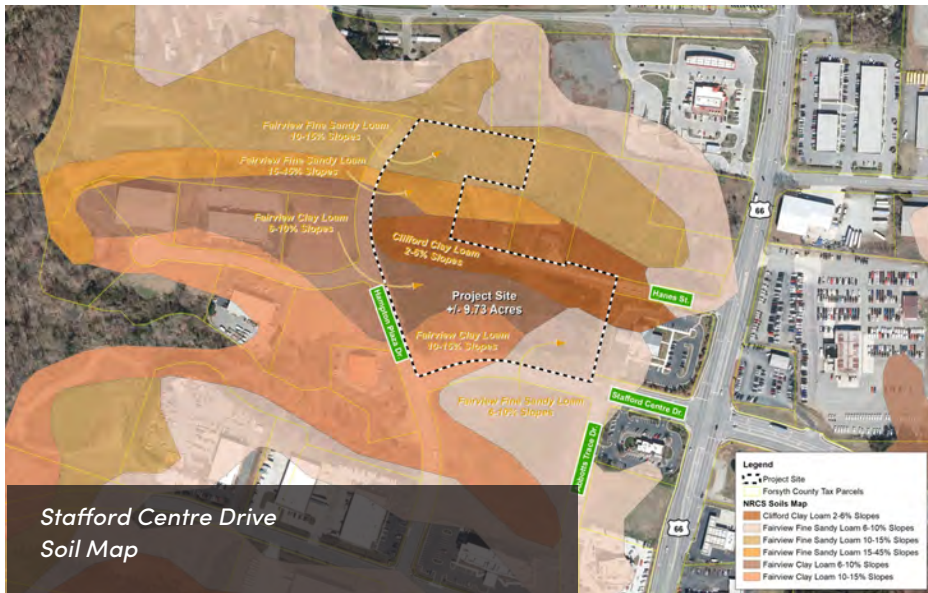 Fairview Fine Sandy Loam
10-15% Slopes
Fairview Fine Sandy Loam
15-45% Slopes
Fairview Clay Loam
6-10% Slopes
Clifford Clay Loam
2-6% Slopes
Project Site
+/- 9.73 Acres
Hampton Plaza Dr.
Fairview Clay Loam
10-15% Slopes
Fairview Fine Sandy Loam
6-10% Slopes
Hanes St.
Stafford Centre Dr.
Abbotts Trace Dr.
66
66
Legend
Project Site
Forsyth County Tax Parcels
NRCS Soils Map
Clifford Clay Loam 2-6% Slopes
Fairview Fine Sandy Loam 6-10% Slopes
Fairview Fine Sandy Loam 10-15% Slopes
Fairview Fine Sandy Loam 15-45% Slopes
Fairview Clay Loam 6-10% Slopes
Fairview Clay Loam 10-15% Slopes
Stafford Centre Drive
Soil Map